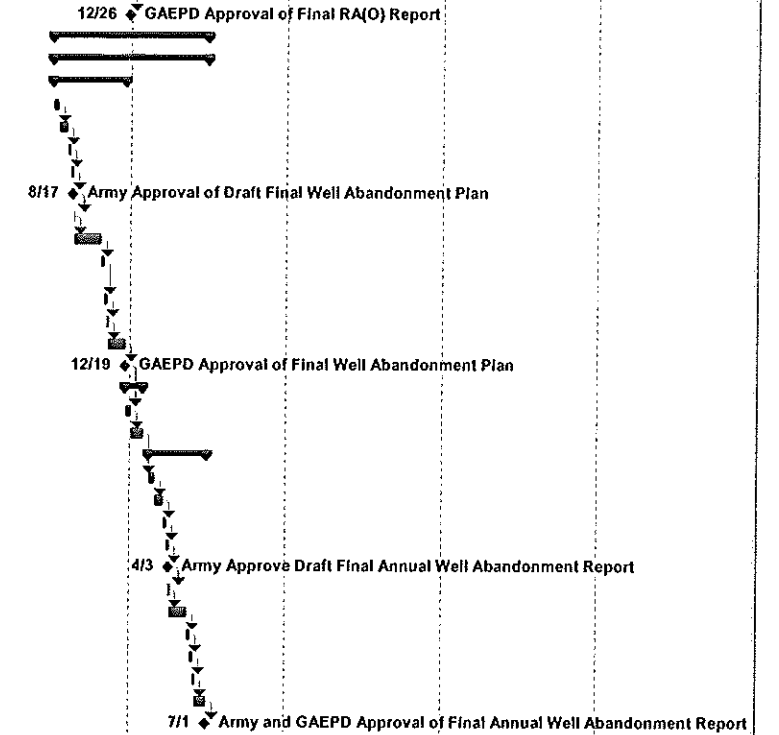 12/26 GAEPD Approval of Final RA(O) Report
8/17 Army Approval of Draft Final Well Abandonment Plan
12/19 GAEPD Approval of Final Well Abandonment Plan
4/3 Army Approve Draft Final Annual Well Abandonment Report
7/1 Army and GAEPD Approval of Final Annual Well Abandonment Report